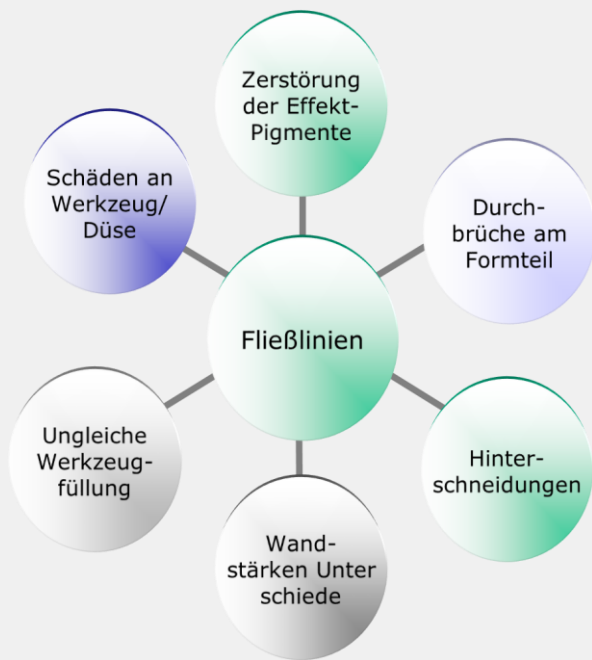 Zerstörung
der Effekt-
Pigmente
Schäden an
Werkzeug/
Düse
Durch-
brüche am
Formteil
Fließlinien
Ungleiche
Werkzeug-
füllung
Hinter-
schneidungen
Wand-
stärken Unter
schiede